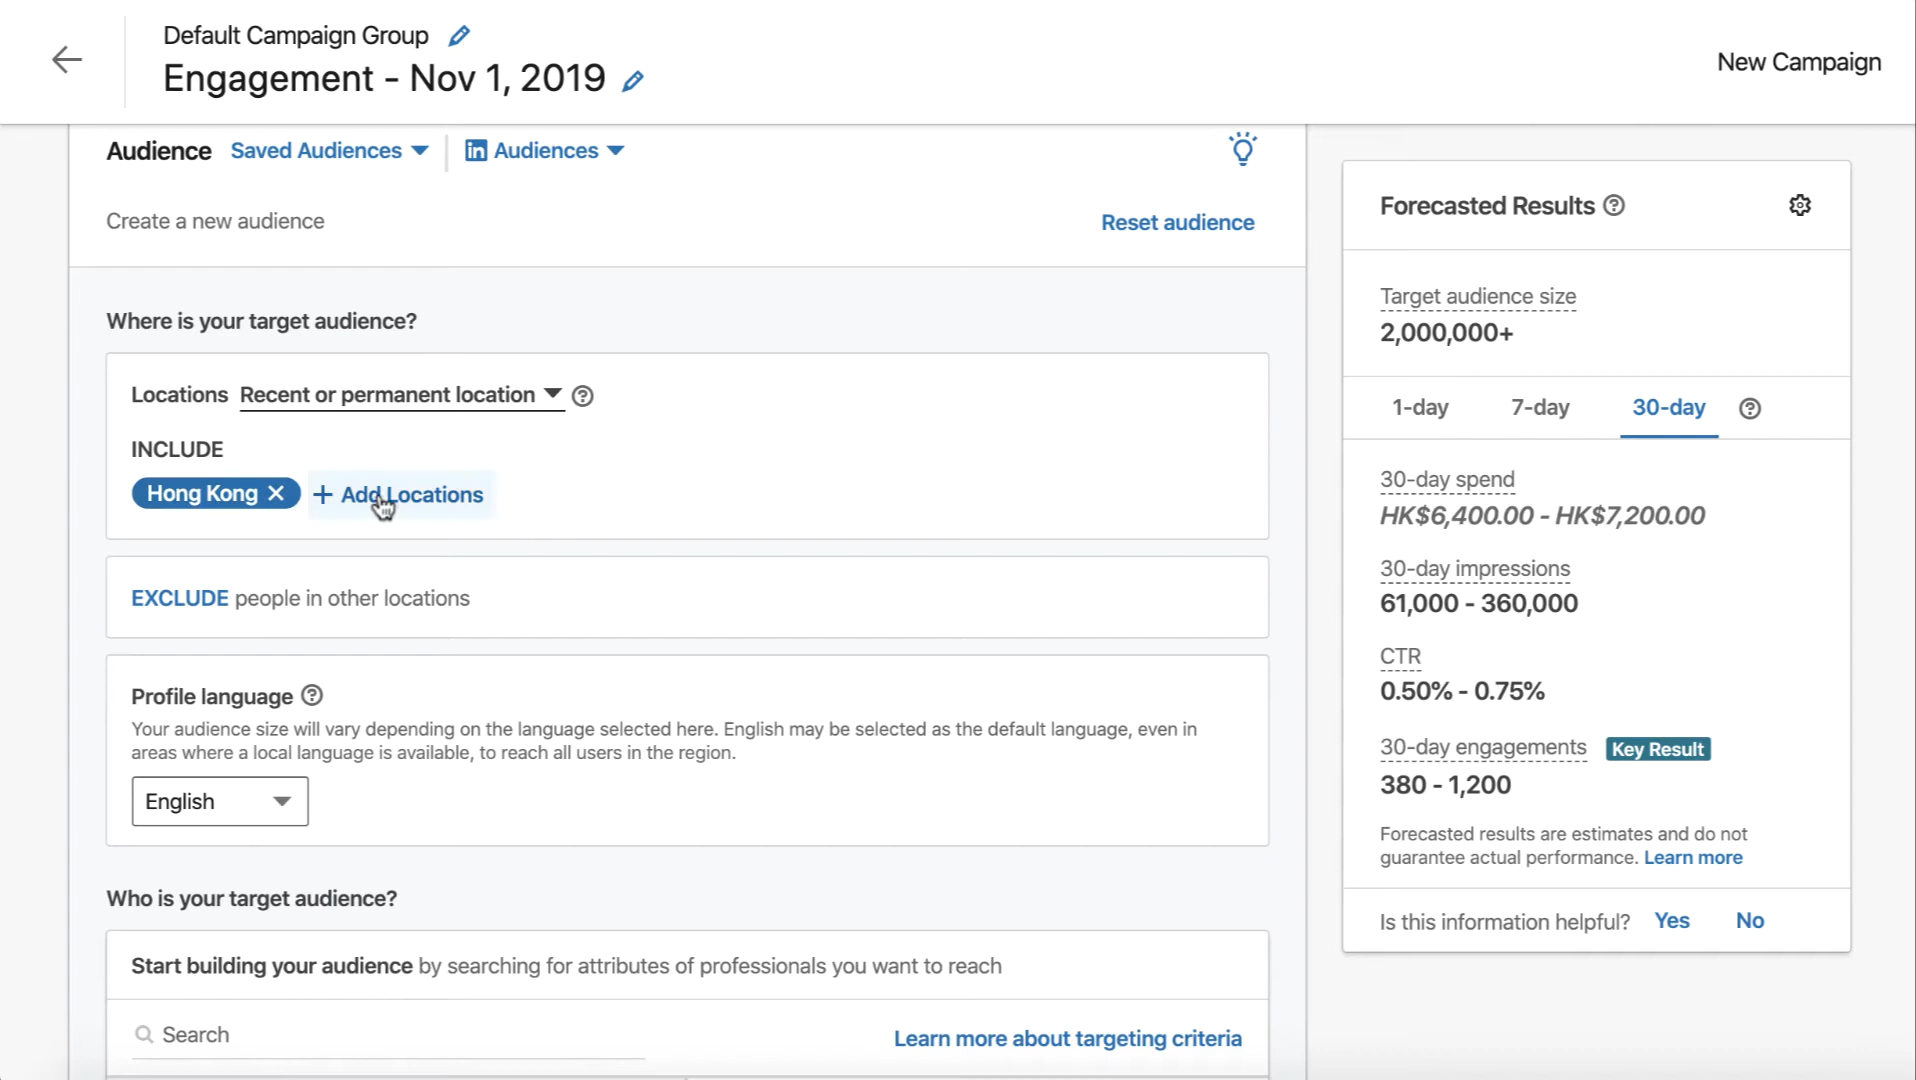 Default Campaign Group
Engagement - Nov 1, 2019
New Campaign
Audience Saved Audiences in Audiences
Create a new audience
Reset audience
Where is your target audience?
Locations Recent or permanent location
INCLUDE
Hong Kong × + Add Locations
EXCLUDE people in other locations
Profile language
Your audience size will vary depending on the language selected here. English may be selected as the default language, even in
areas where a local language is available, to reach all users in the region.
English
Who is your target audience?
Start building your audience by searching for attributes of professionals you want to reach
Search
Learn more about targeting criteria
Forecasted Results
Target audience size
2,000,000+
1-day 7-day 30-day
30-day spend
HK$6,400.00 - HK$7,200.00
30-day impressions
61,000 - 360,000
CTR
0.50% - 0.75%
30-day engagements Key Result
380 - 1,200
Forecasted results are estimates and do not
guarantee actual performance. Learn more
Is this information helpful? Yes No